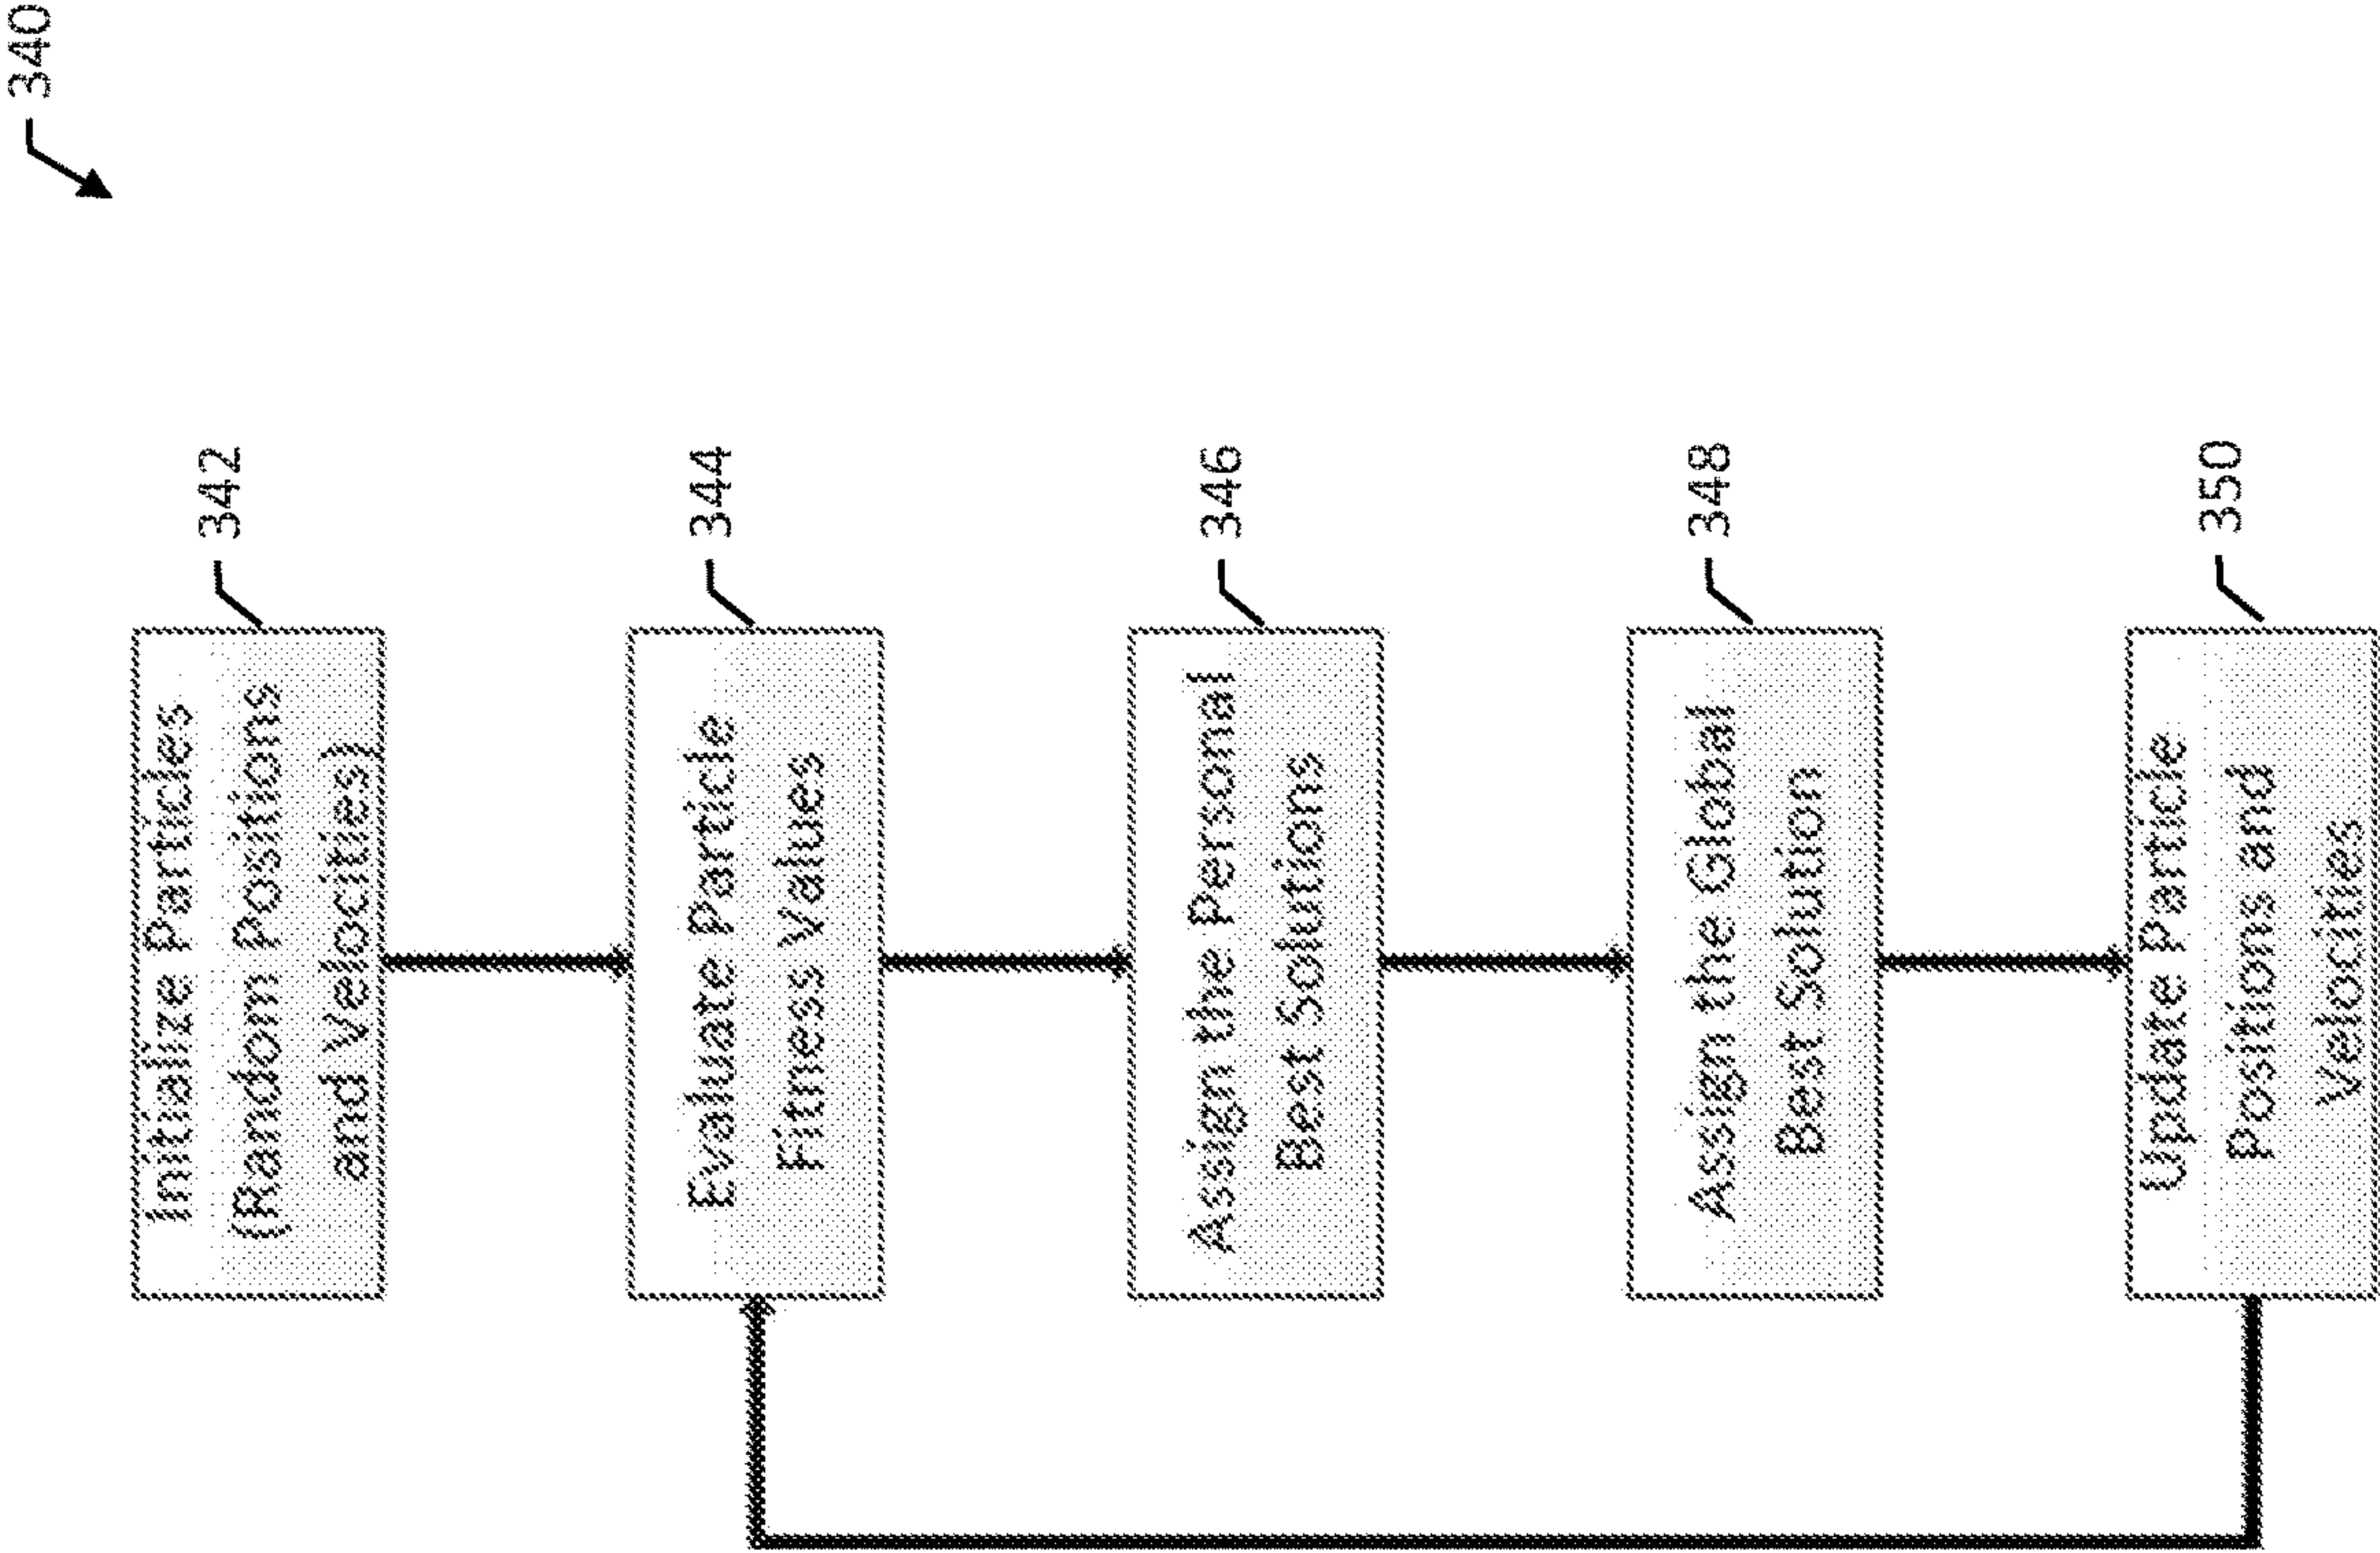 340
Initialize Particles
(Random Positions
and Velocities)
342
Evaluate Particle
Fitness Values
344
Assign the Personal
Best Solutions
346
Assign the Global
Best Solution
348
Update Particle
Positions and
Velocities
350